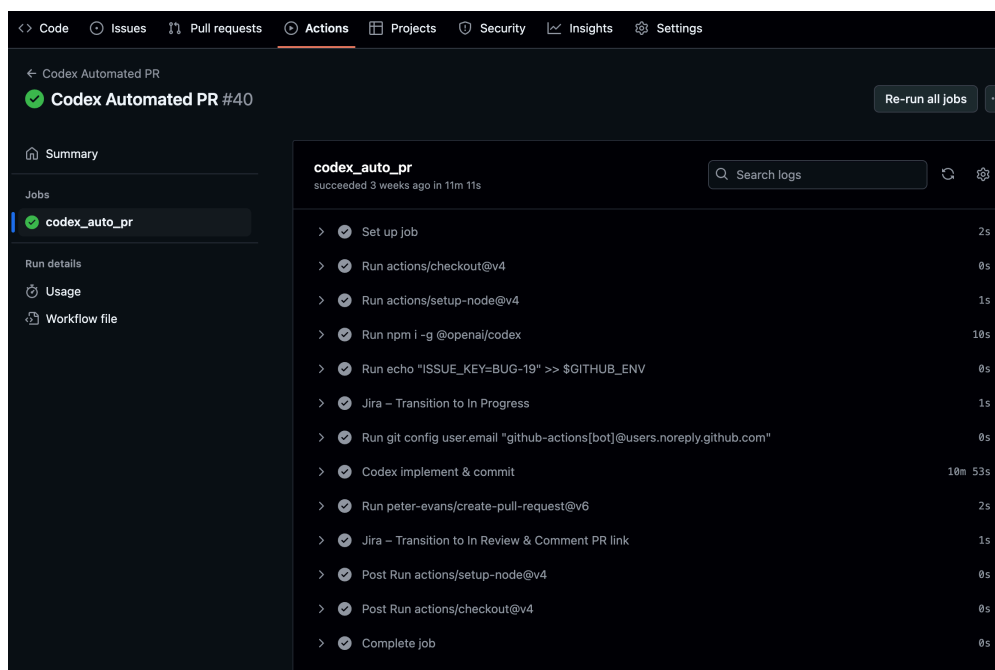 <> Code Issues Pull requests Actions Projects Security Insights Settings
← Codex Automated PR
Codex Automated PR #40
Re-run all jobs
Summary
Jobs
codex_auto_pr
Run details
Usage
Workflow file
codex_auto_pr
succeeded 3 weeks ago in 11m 11s
Search logs
Set up job 2s
Run actions/checkout@v4 0s
Run actions/setup-node@v4 1s
Run npm i -g @openai/codex 10s
Run echo "ISSUE_KEY=BUG-19" >> $GITHUB_ENV 0s
Jira – Transition to In Progress 1s
Run git config user.email "github-actions[bot]@users.noreply.github.com" 0s
Codex implement & commit 10m 53s
Run peter-evans/create-pull-request@v6 2s
Jira – Transition to In Review & Comment PR link 1s
Post Run actions/setup-node@v4 0s
Post Run actions/checkout@v4 0s
Complete job 0s